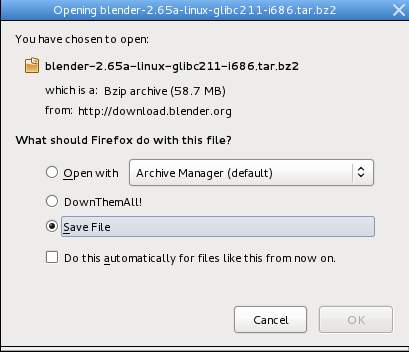 Opening blender-2.65a-linux-glibc211-i686.tar.bz2
You have chosen to open:
blender-2.65a-linux-glibc211-i686.tar.bz2
which is a: Bzip archive (58.7 MB)
from: http://download.blender.org
What should Firefox do with this file?
Open with Archive Manager (default)
DownThemAll!
Save File
Do this automatically for files like this from now on.
Cancel OK